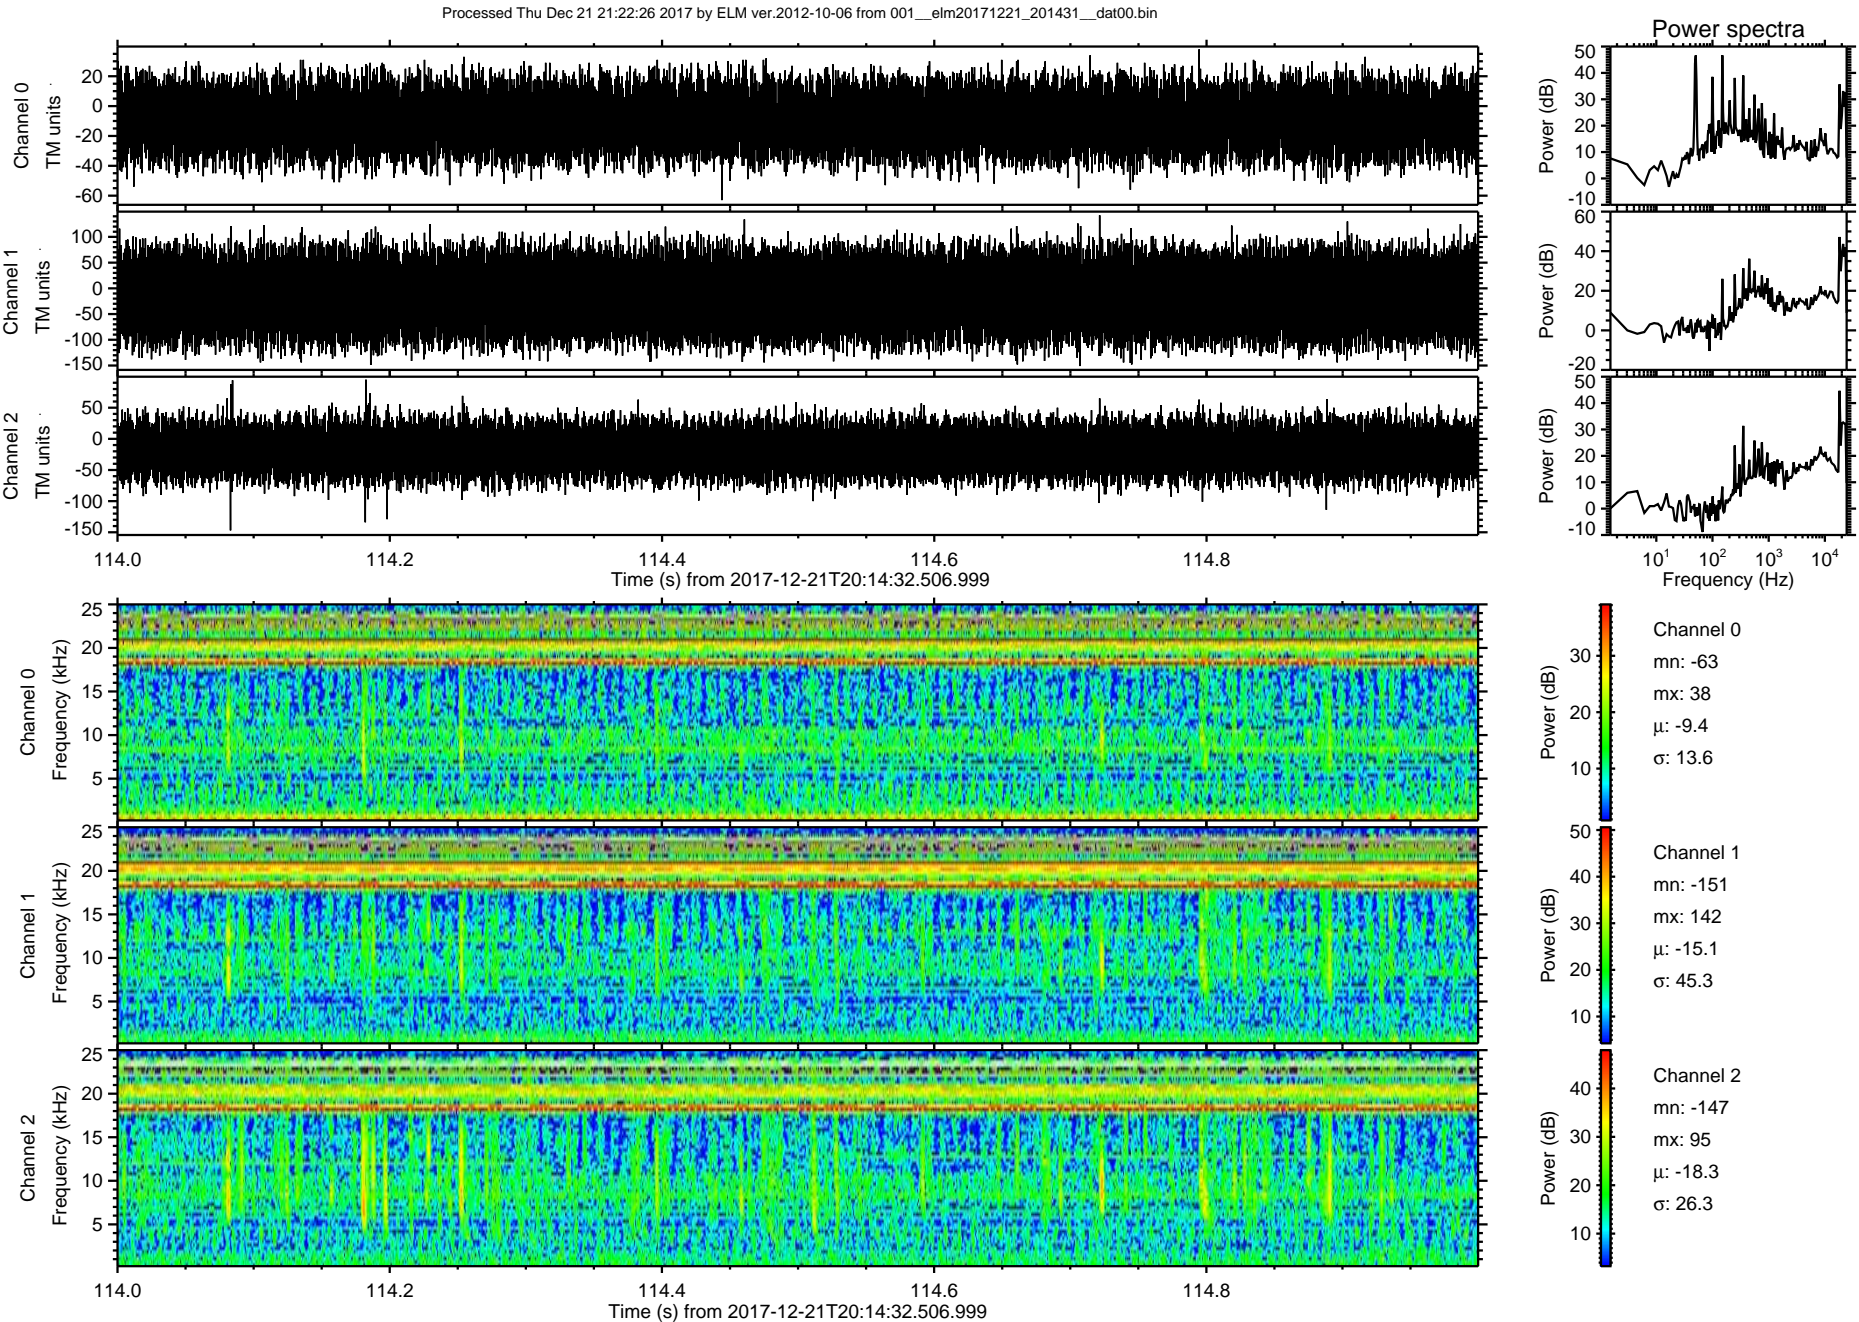 Processed Thu Dec 21 21:22:26 2017 by ELM ver.2012-10-06 from 001__elm20171221_201431__dat00.bin
Power spectra
Channel 0
TM units
20
0
-20
-40
-60
Power (dB)
50
40
30
20
10
0
-10
Channel 1
TM units
100
50
0
-50
-100
-150
Power (dB)
60
40
20
0
-20
Channel 2
TM units
50
0
-50
-100
-150
Power (dB)
50
40
30
20
10
0
-10
114.0 114.2 114.4 114.6 114.8
Time (s) from 2017-12-21T20:14:32.506.999
10¹ 10² 10³ 10⁴
Frequency (Hz)
Channel 0
Frequency (kHz)
25
20
15
10
5
Power (dB)
30
20
10
Channel 0
mn: -63
mx: 38
μ: -9.4
σ: 13.6
Channel 1
Frequency (kHz)
25
20
15
10
5
Power (dB)
50
40
30
20
10
Channel 1
mn: -151
mx: 142
μ: -15.1
σ: 45.3
Channel 2
Frequency (kHz)
25
20
15
10
5
Power (dB)
40
30
20
10
Channel 2
mn: -147
mx: 95
μ: -18.3
σ: 26.3
114.0 114.2 114.4 114.6 114.8
Time (s) from 2017-12-21T20:14:32.506.999